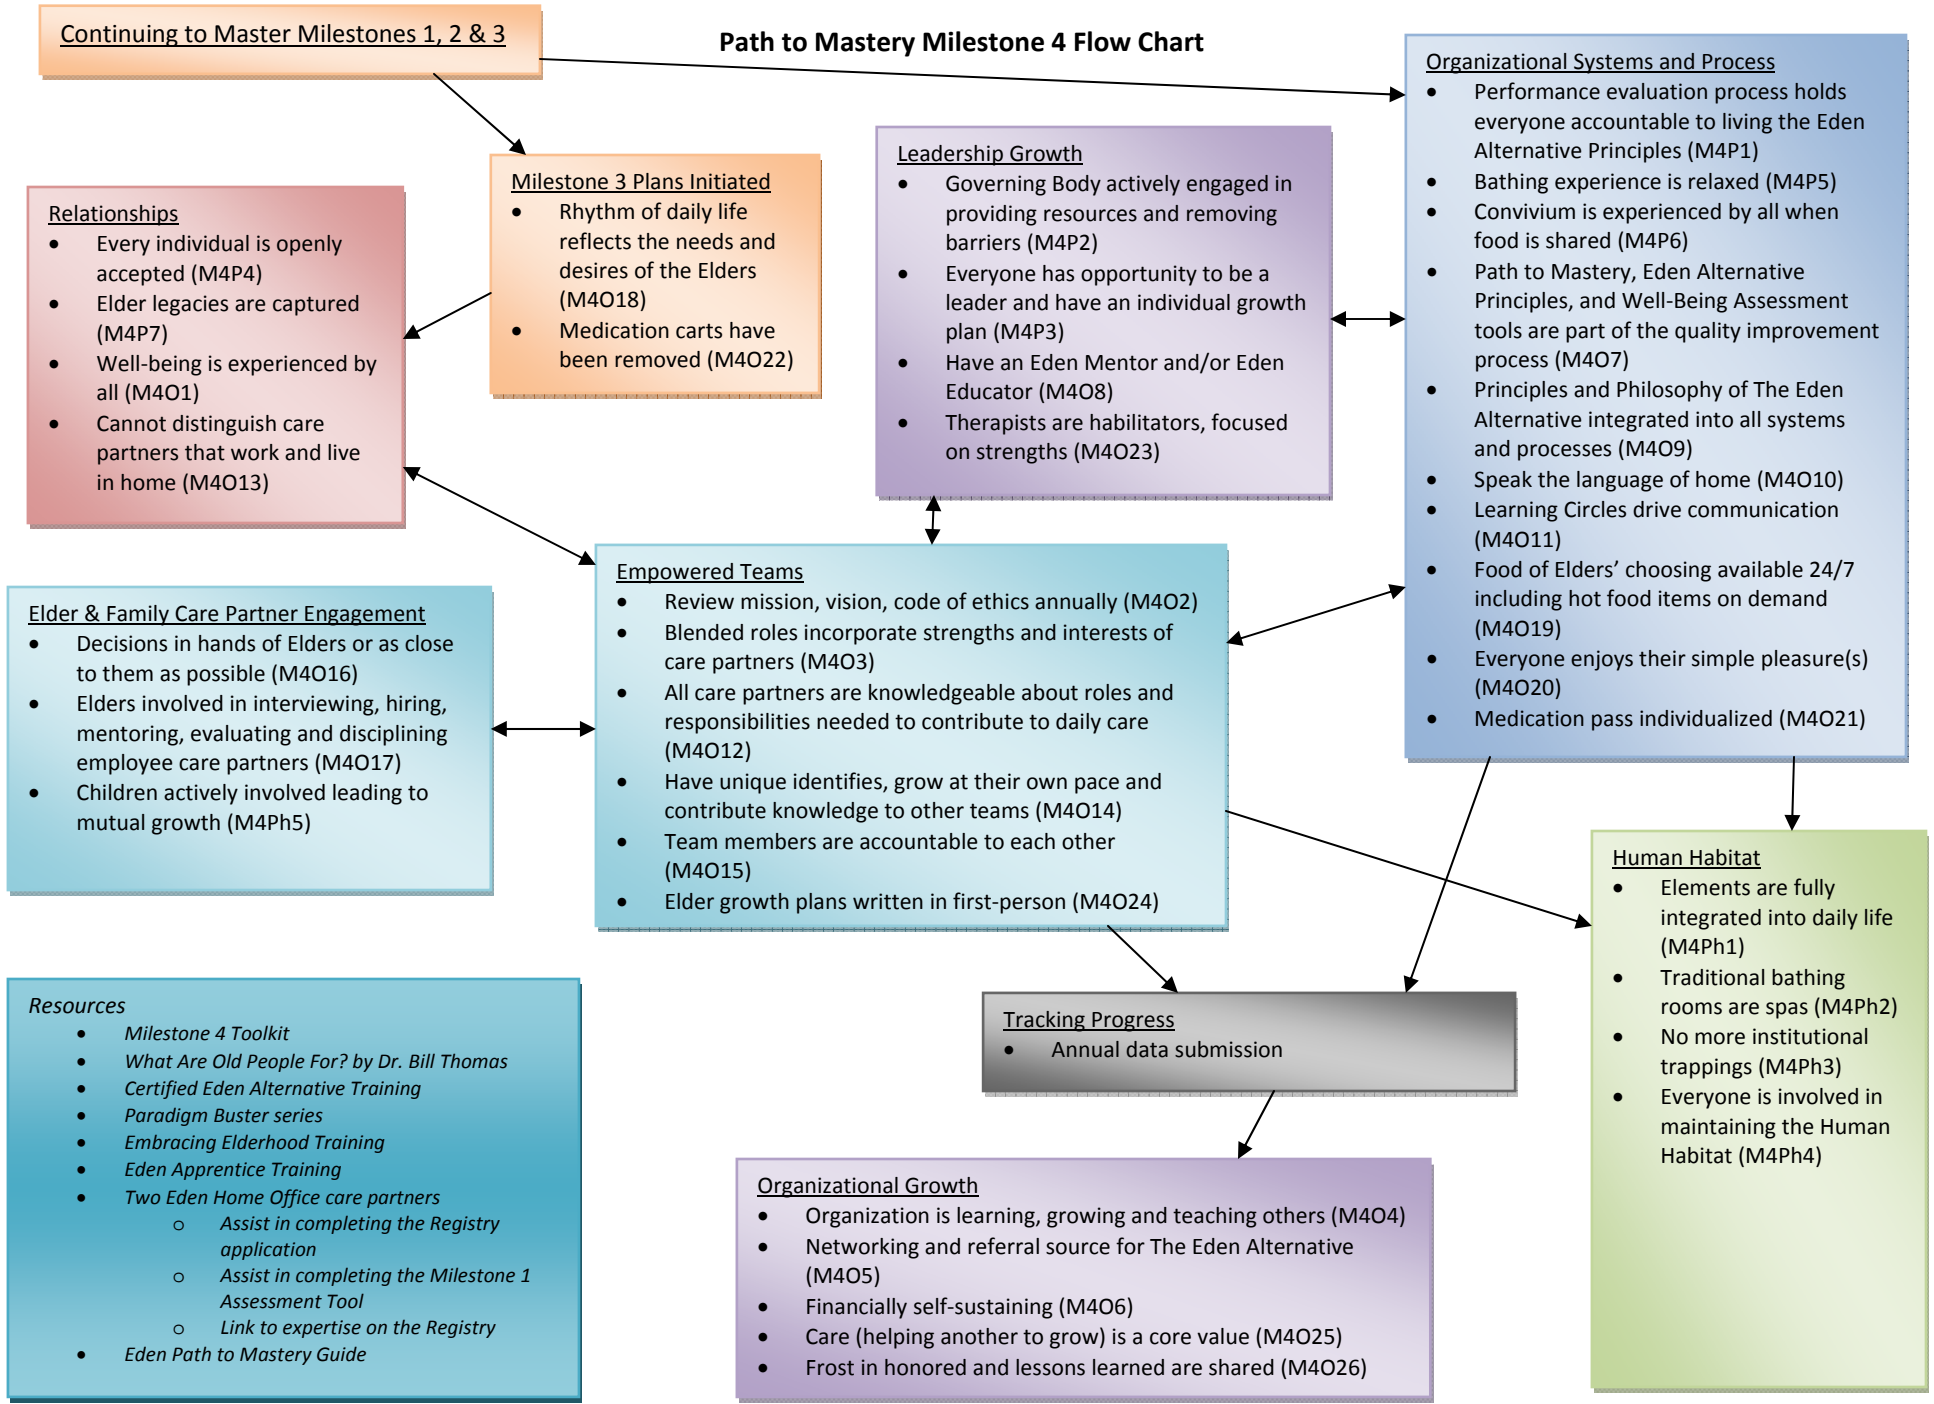 Continuing to Master Milestones 1, 2 & 3
Path to Mastery Milestone 4 Flow Chart
Relationships
• Every individual is openly
accepted (M4P4)
• Elder legacies are captured
(M4P7)
• Well-being is experienced by
all (M4O1)
• Cannot distinguish care
partners that work and live
in home (M4O13)
Milestone 3 Plans Initiated
• Rhythm of daily life
reflects the needs and
desires of the Elders
(M4O18)
• Medication carts have
been removed (M4O22)
Leadership Growth
• Governing Body actively engaged in
providing resources and removing
barriers (M4P2)
• Everyone has opportunity to be a
leader and have an individual growth
plan (M4P3)
• Have an Eden Mentor and/or Eden
Educator (M4O8)
• Therapists are habilitators, focused
on strengths (M4O23)
Organizational Systems and Process
• Performance evaluation process holds
everyone accountable to living the Eden
Alternative Principles (M4P1)
• Bathing experience is relaxed (M4P5)
• Convivium is experienced by all when
food is shared (M4P6)
• Path to Mastery, Eden Alternative
Principles, and Well-Being Assessment
tools are part of the quality improvement
process (M4O7)
• Principles and Philosophy of The Eden
Alternative integrated into all systems
and processes (M4O9)
• Speak the language of home (M4O10)
• Learning Circles drive communication
(M4O11)
• Food of Elders’ choosing available 24/7
including hot food items on demand
(M4O19)
• Everyone enjoys their simple pleasure(s)
(M4O20)
• Medication pass individualized (M4O21)
Elder & Family Care Partner Engagement
• Decisions in hands of Elders or as close
to them as possible (M4O16)
• Elders involved in interviewing, hiring,
mentoring, evaluating and disciplining
employee care partners (M4O17)
• Children actively involved leading to
mutual growth (M4Ph5)
Empowered Teams
• Review mission, vision, code of ethics annually (M4O2)
• Blended roles incorporate strengths and interests of
care partners (M4O3)
• All care partners are knowledgeable about roles and
responsibilities needed to contribute to daily care
(M4O12)
• Have unique identifies, grow at their own pace and
contribute knowledge to other teams (M4O14)
• Team members are accountable to each other
(M4O15)
• Elder growth plans written in first-person (M4O24)
Human Habitat
• Elements are fully
integrated into daily life
(M4Ph1)
• Traditional bathing
rooms are spas (M4Ph2)
• No more institutional
trappings (M4Ph3)
• Everyone is involved in
maintaining the Human
Habitat (M4Ph4)
Resources
• Milestone 4 Toolkit
• What Are Old People For? by Dr. Bill Thomas
• Certified Eden Alternative Training
• Paradigm Buster series
• Embracing Elderhood Training
• Eden Apprentice Training
• Two Eden Home Office care partners
o Assist in completing the Registry
application
o Assist in completing the Milestone 1
Assessment Tool
o Link to expertise on the Registry
• Eden Path to Mastery Guide
Tracking Progress
• Annual data submission
Organizational Growth
• Organization is learning, growing and teaching others (M4O4)
• Networking and referral source for The Eden Alternative
(M4O5)
• Financially self-sustaining (M4O6)
• Care (helping another to grow) is a core value (M4O25)
• Frost in honored and lessons learned are shared (M4O26)